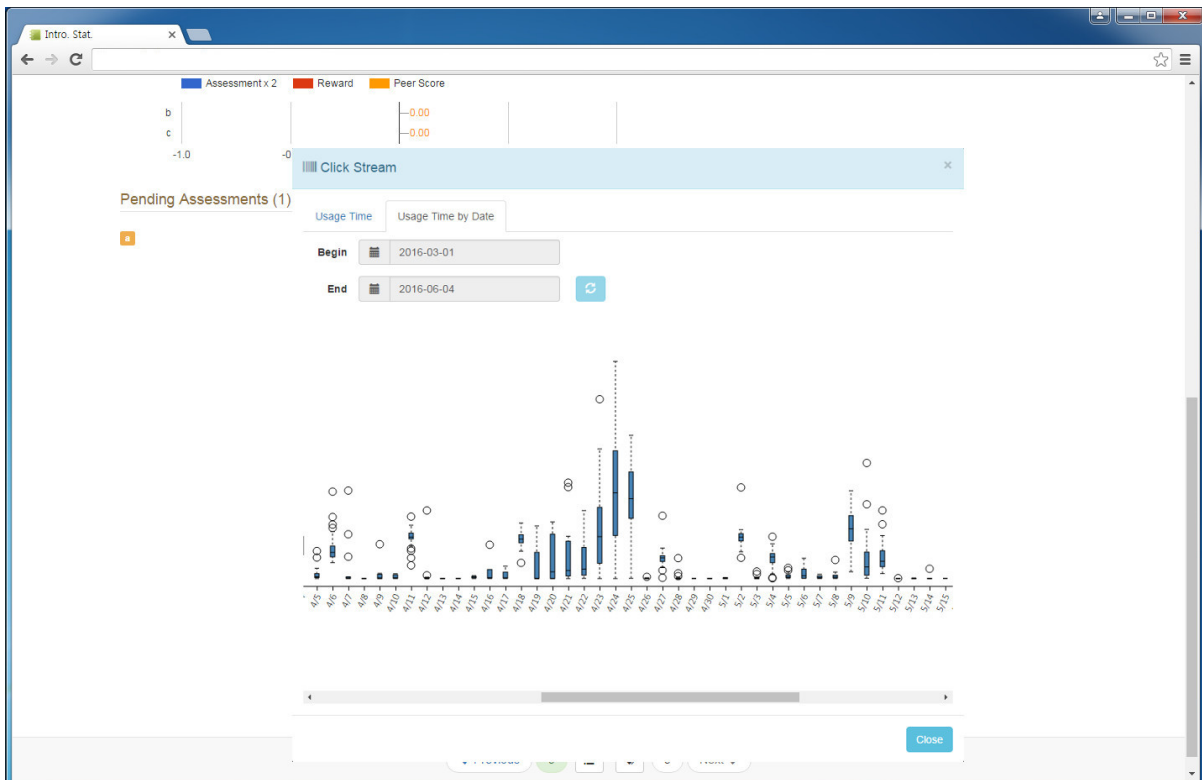 Intro. Stat.
Assessment x 2 Reward Peer Score
b 0.00
c 0.00
-1.0 -0
Click Stream
Pending Assessments (1)
Usage Time Usage Time by Date
a
Begin 2016-03-01
End 2016-06-04
4/5 4/6 4/7 4/8 4/9 4/10 4/11 4/12 4/13 4/14 4/15 4/16 4/17 4/18 4/19 4/20 4/21 4/22 4/23 4/24 4/25 4/26 4/27 4/28 4/29 4/30 5/1 5/2 5/3 5/4 5/5 5/6 5/7 5/8 5/9 5/10 5/11 5/12 5/13 5/14 5/15
Close